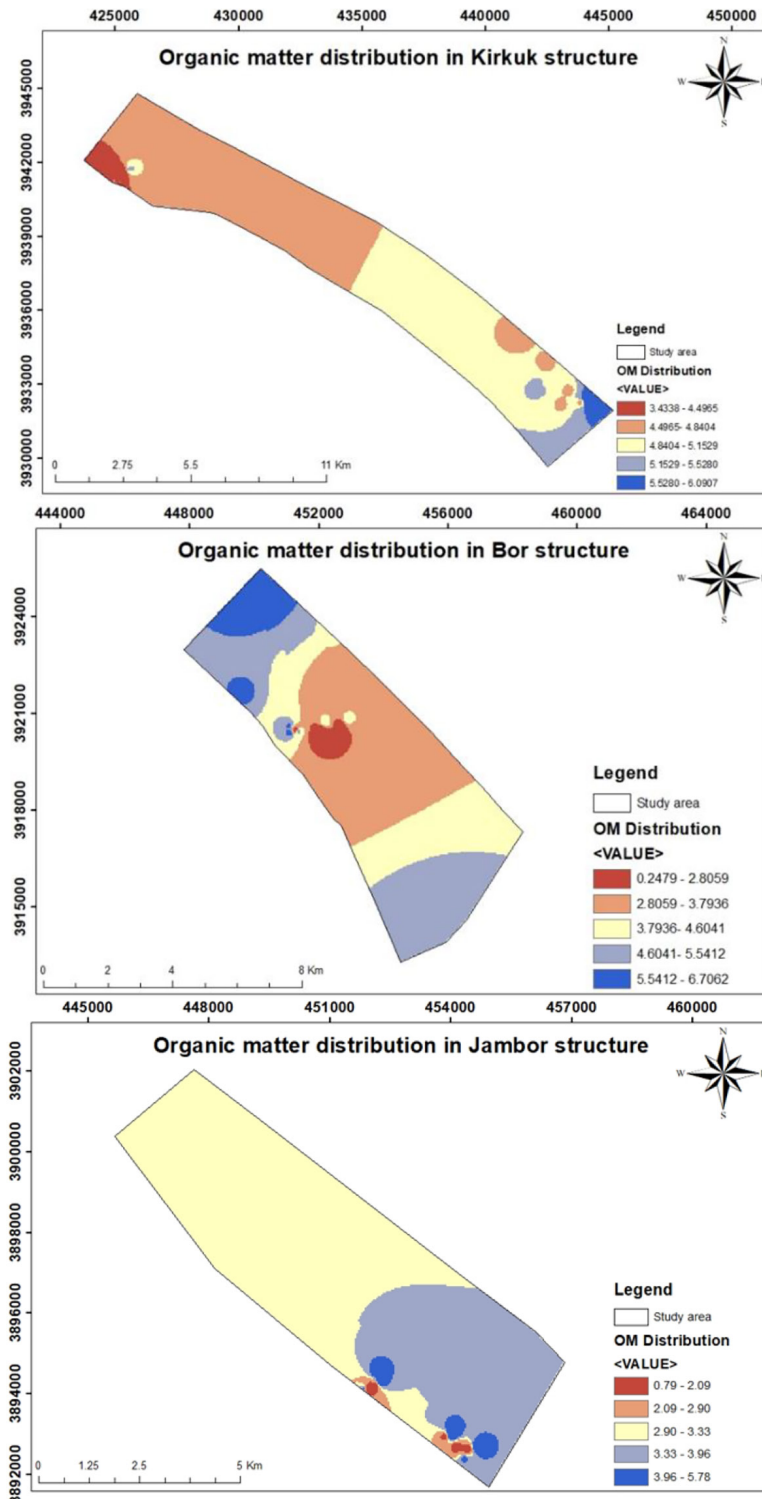 425000 430000 435000 440000 445000 450000
Organic matter distribution in Kirkuk structure
N
W
S
3945000
3942000
3939000
3936000
3933000
3930000
Legend
Study area
OM Distribution
<VALUE>
3.4338 - 4.4965
4.4965- 4.8404
4.8404 - 5.1529
5.1529 - 5.5280
5.5280 - 6.0907
0 2.75 5.5 11 Km
444000 448000 452000 456000 460000 464000
Organic matter distribution in Bor structure
N
W
S
3924000
3921000
3918000
3915000
Legend
Study area
OM Distribution
<VALUE>
0.2479 - 2.8059
2.8059 - 3.7936
3.7936- 4.6041
4.6041- 5.5412
5.5412 - 6.7062
0 2 4 8 Km
445000 448000 451000 454000 457000 460000
Organic matter distribution in Jambor structure
N
W
S
3902000
3900000
3898000
3896000
3894000
3892000
Legend
Study area
OM Distribution
<VALUE>
0.79 - 2.09
2.09 - 2.90
2.90 - 3.33
3.33 - 3.96
3.96 - 5.78
0 1.25 2.5 5 Km